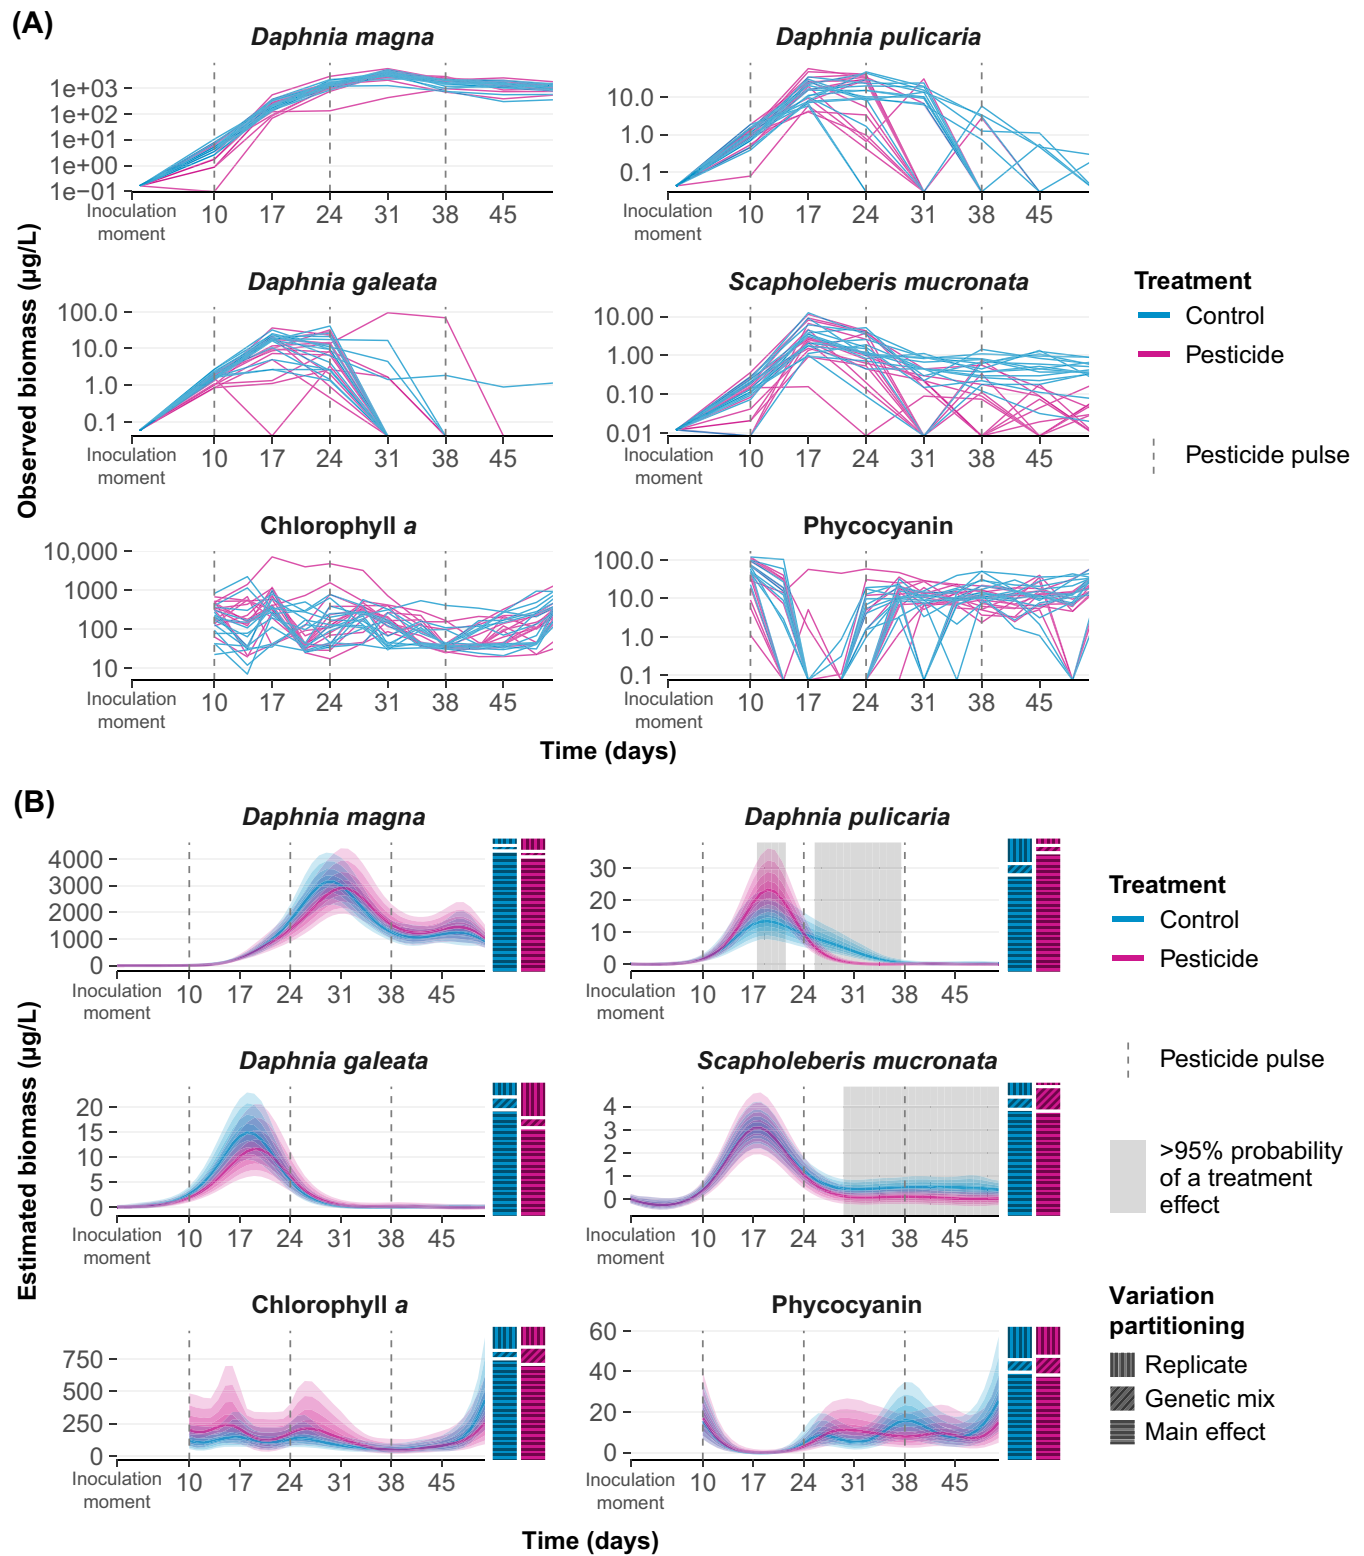 (A)
Daphnia magna
Daphnia pulicaria
1e+03
1e+02
1e+01
1e+00
1e−01
Inoculation
moment
10 17 24 31 38 45
10.0
1.0
0.1
Inoculation
moment
10 17 24 31 38 45
Observed biomass (µg/L)
Daphnia galeata
Scapholeberis mucronata
100.0
10.0
1.0
0.1
Inoculation
moment
10 17 24 31 38 45
10.00
1.00
0.10
0.01
Inoculation
moment
10 17 24 31 38 45
Treatment
Control
Pesticide
Pesticide pulse
Chlorophyll a
Phycocyanin
10,000
1000
100
10
Inoculation
moment
10 17 24 31 38 45
100.0
10.0
1.0
0.1
Inoculation
moment
10 17 24 31 38 45
Time (days)
(B)
Daphnia magna
Daphnia pulicaria
4000
3000
2000
1000
0
Inoculation
moment
10 17 24 31 38 45
30
20
10
0
Inoculation
moment
10 17 24 31 38 45
Estimated biomass (µg/L)
Daphnia galeata
Scapholeberis mucronata
20
15
10
5
0
Inoculation
moment
10 17 24 31 38 45
4
3
2
1
0
Inoculation
moment
10 17 24 31 38 45
Treatment
Control
Pesticide
Pesticide pulse
>95% probability
of a treatment
effect
Chlorophyll a
Phycocyanin
750
500
250
0
Inoculation
moment
10 17 24 31 38 45
60
40
20
0
Inoculation
moment
10 17 24 31 38 45
Variation
partitioning
Replicate
Genetic mix
Main effect
Time (days)